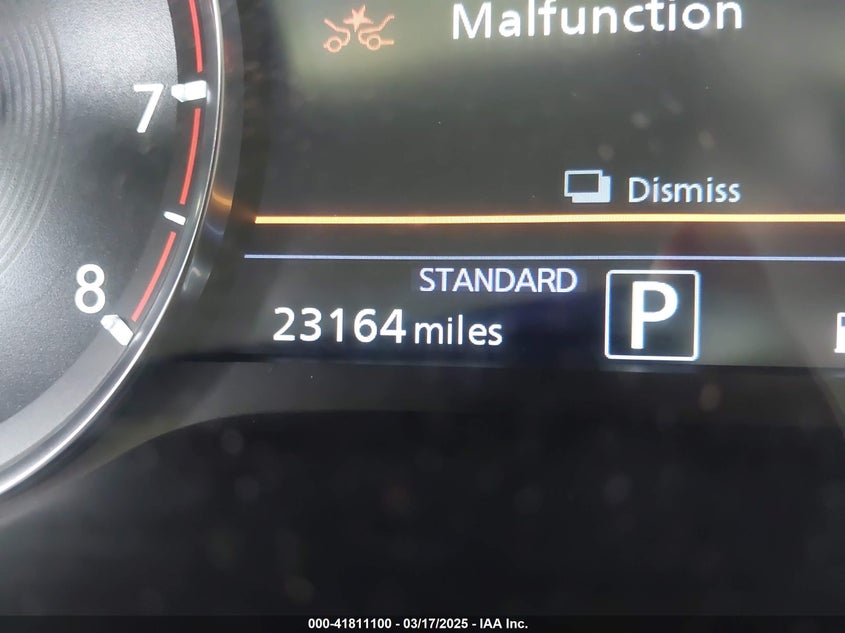 Malfunction
7
Dismiss
8
STANDARD
P
23164 miles
000-41811100 - 03/17/2025 - IAA Inc.